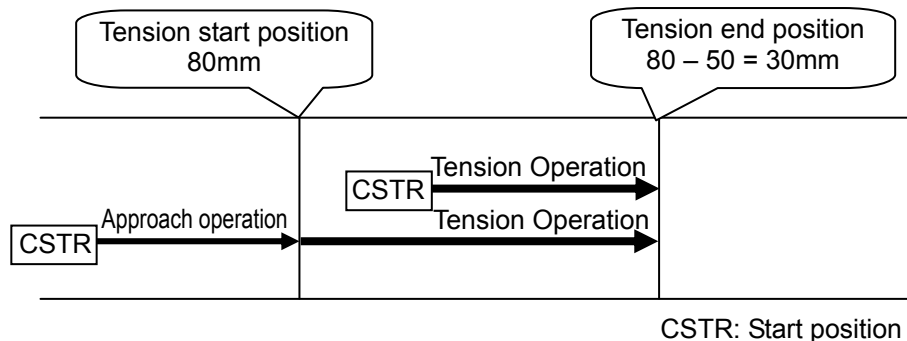 Tension start position
80mm
Tension end position
80 – 50 = 30mm
Tension Operation
CSTR
Approach operation
Tension Operation
CSTR
CSTR: Start position